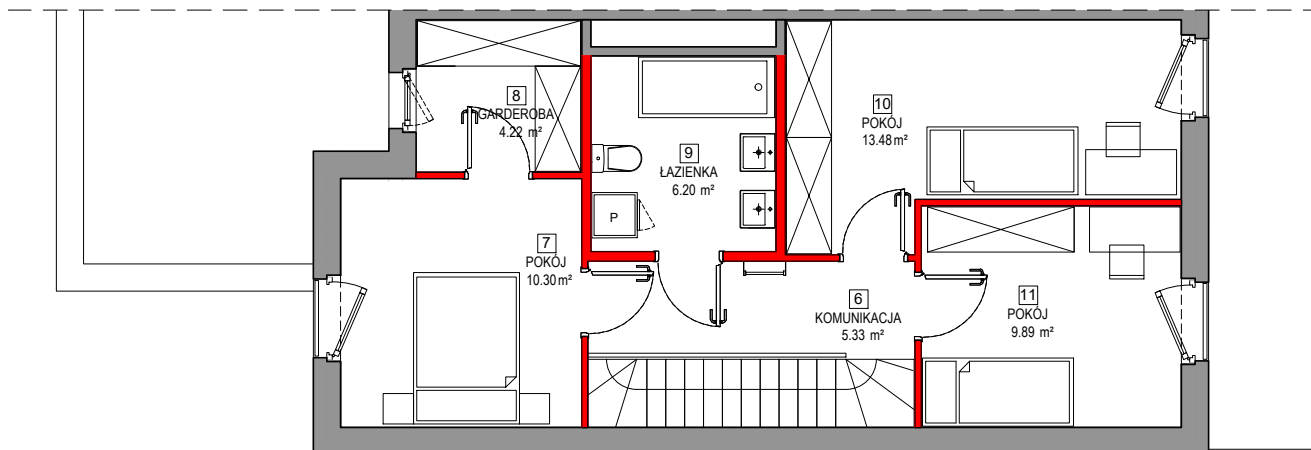 8
GARDEROBA
4.22 m²
9
ŁAZIENKA
6.20 m²
P
10
POKÓJ
13.48 m²
7
POKÓJ
10.30 m²
6
KOMUNIKACJA
5.33 m²
11
POKÓJ
9.89 m²